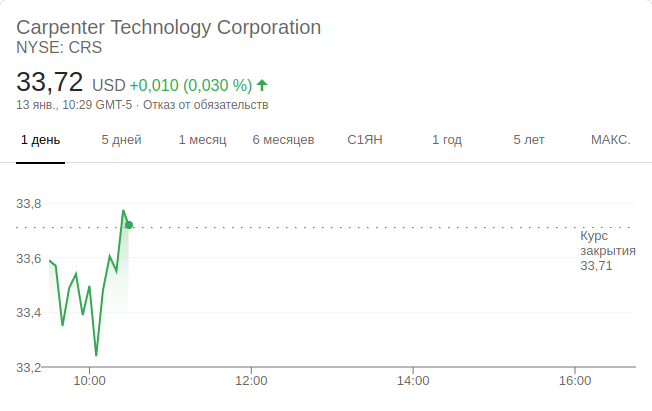 Carpenter Technology Corporation
NYSE: CRS
33,72 USD +0,010 (0,030 %)
13 янв., 10:29 GMT-5 · Отказ от обязательств
1 день 5 дней 1 месяц 6 месяцев С1ЯН 1 год 5 лет МАКС.
33,8
Курс
закрытия
33,71
33,6
33,4
33,2
10:00 12:00 14:00 16:00